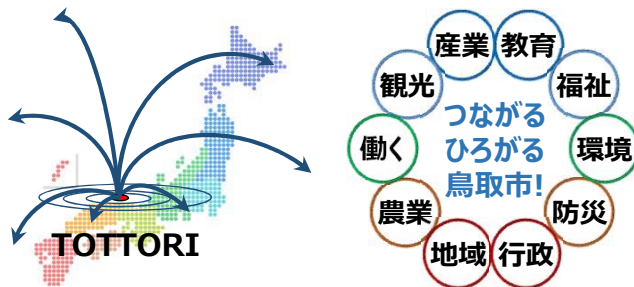 TOTTORI
産業
教育
観光
福祉
つながる
働く
ひろがる
環境
鳥取市!
農業
防災
地域
行政